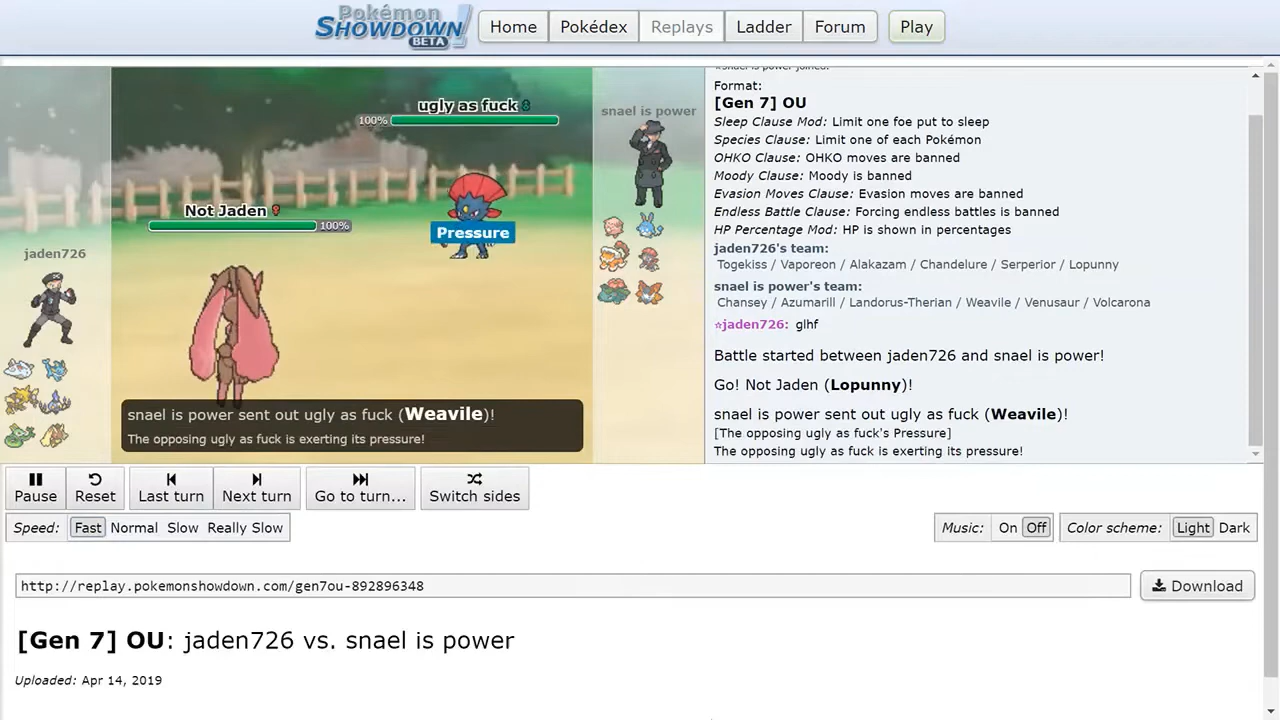 Pokémon
SHOWDOWN!
BETA
Home
Pokédex
Replays
Ladder
Forum
Play
jaden726
ugly as fuck
100%
Not Jaden
100%
Pressure
snael is power sent out ugly as fuck (Weavile)!
The opposing ugly as fuck is exerting its pressure!
snael is power
☆snael is power joined.
Format:
[Gen 7] OU
Sleep Clause Mod: Limit one foe put to sleep
Species Clause: Limit one of each Pokémon
OHKO Clause: OHKO moves are banned
Moody Clause: Moody is banned
Evasion Moves Clause: Evasion moves are banned
Endless Battle Clause: Forcing endless battles is banned
HP Percentage Mod: HP is shown in percentages
jaden726's team:
Togekiss / Vaporeon / Alakazam / Chandelure / Serperior / Lopunny
snael is power's team:
Chansey / Azumarill / Landorus-Therian / Weavile / Venusaur / Volcarona
☆jaden726: glhf
Battle started between jaden726 and snael is power!
Go! Not Jaden (Lopunny)!
snael is power sent out ugly as fuck (Weavile)!
[The opposing ugly as fuck's Pressure]
The opposing ugly as fuck is exerting its pressure!
Pause
Reset
Last turn
Next turn
Go to turn...
Switch sides
Speed: Fast Normal Slow Really Slow
Music: On Off
Color scheme: Light Dark
http://replay.pokemonshowdown.com/gen7ou-892896348
Download
[Gen 7] OU: jaden726 vs. snael is power
Uploaded: Apr 14, 2019